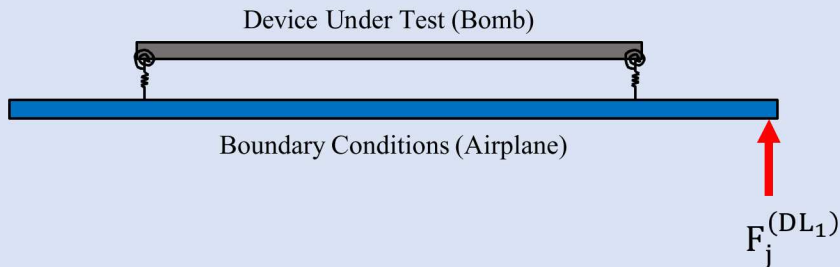 Device Under Test (Bomb)
Boundary Conditions (Airplane)
F_j^(DL_1)